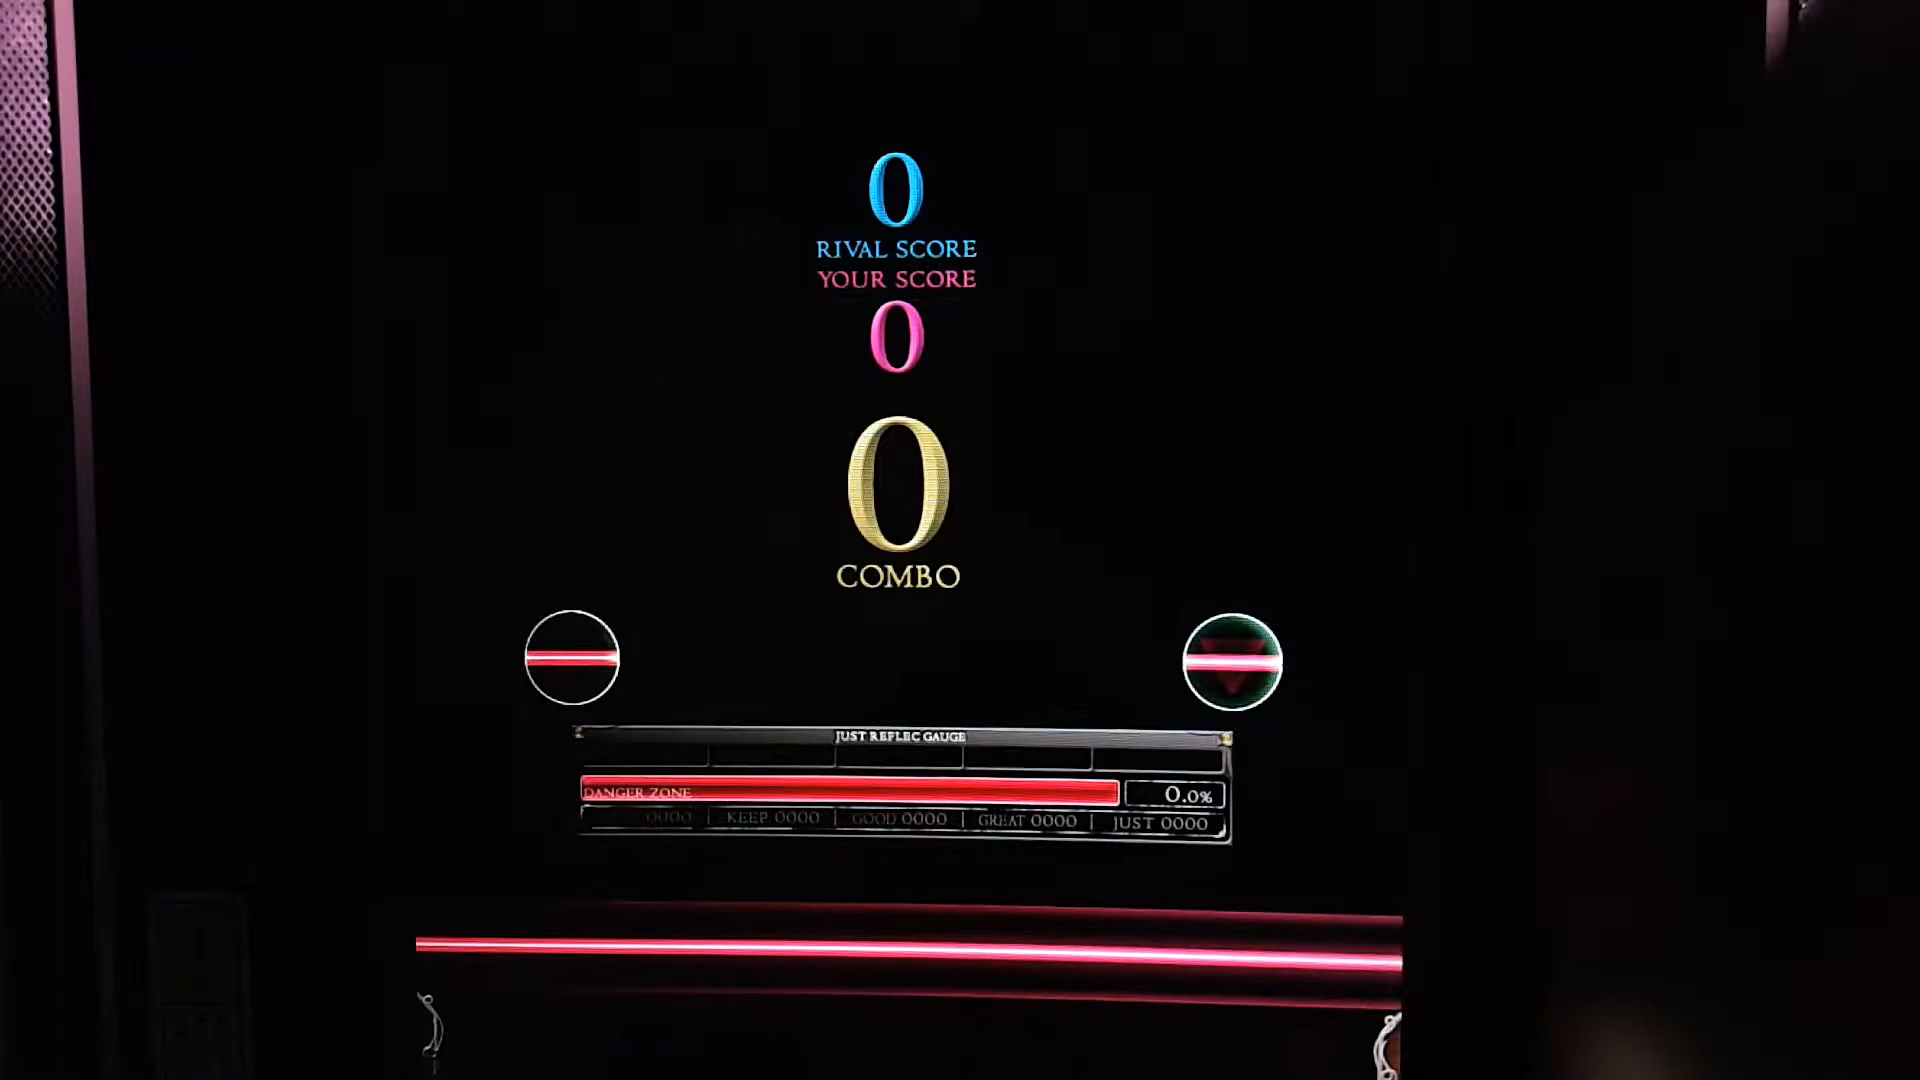 0
RIVAL SCORE
YOUR SCORE
0
0
COMBO
JUST REFLEC GAUGE
DANGER ZONE 0.0%
0000 KEEP 0000 GOOD 0000 GREAT 0000 JUST 0000